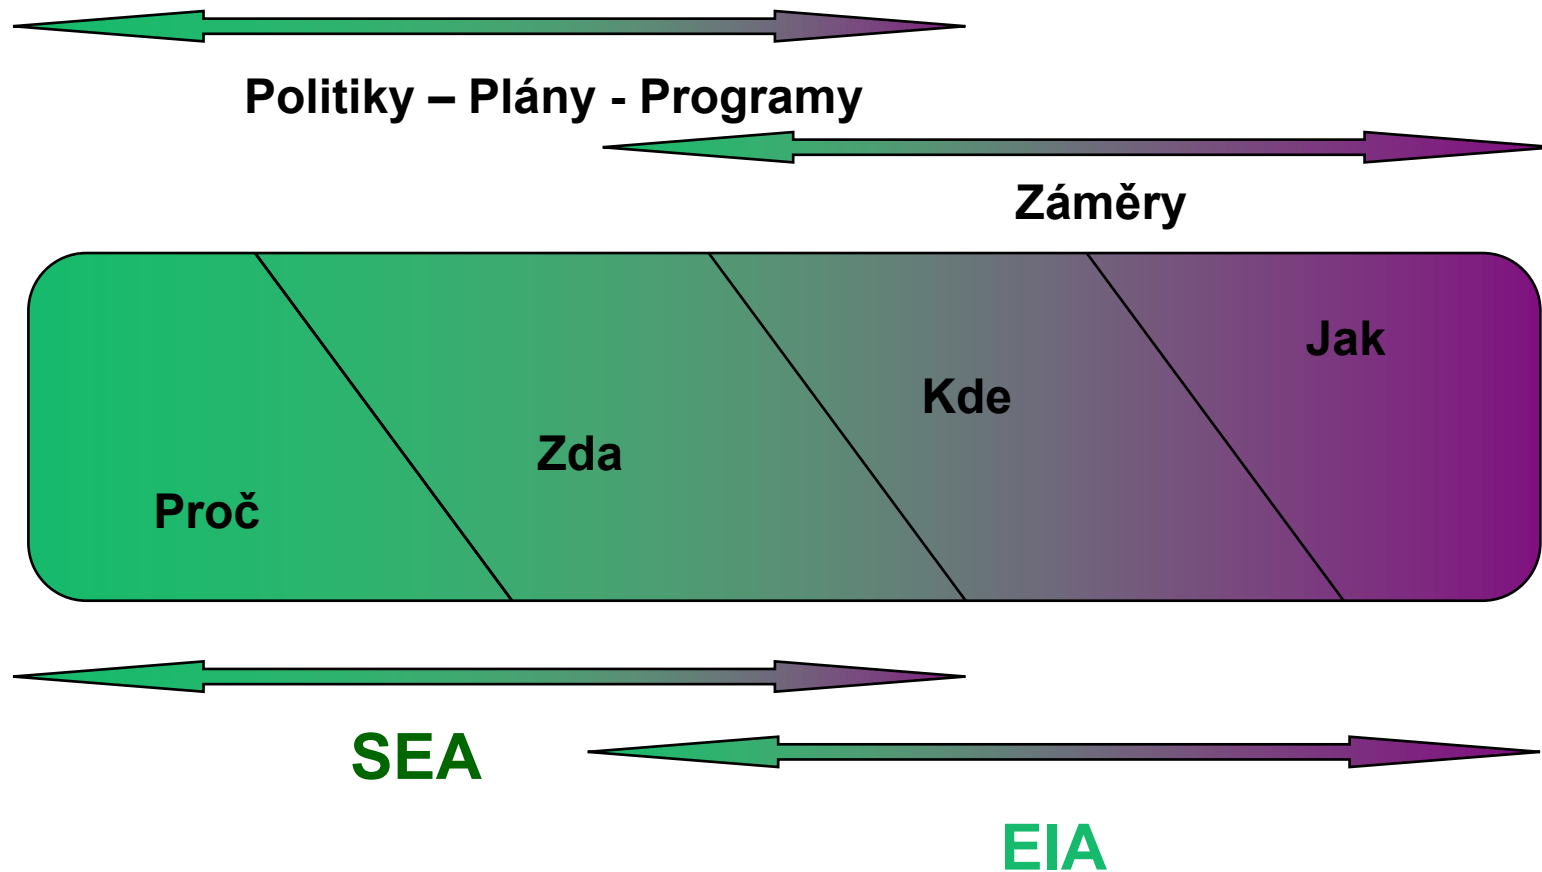 Politiky – Plány - Programy
Záměry
Jak
Kde
Zda
Proč
SEA
EIA